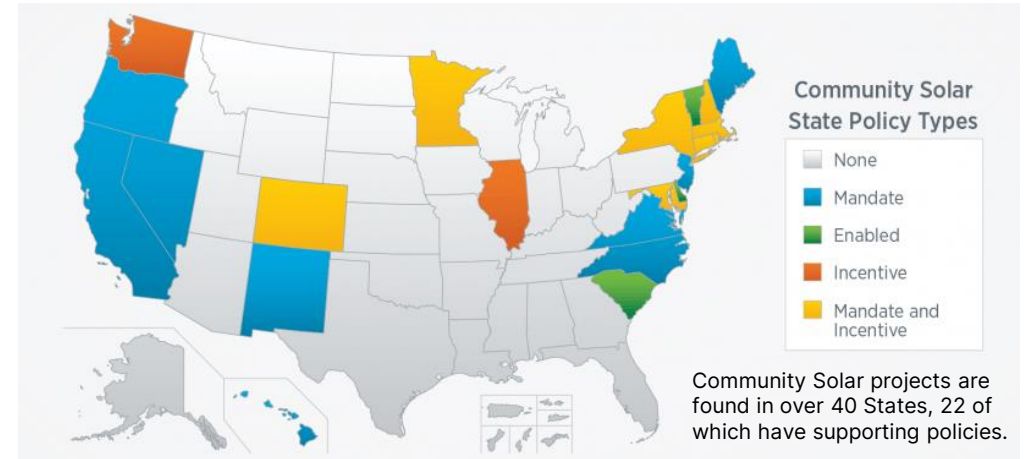 Community Solar
State Policy Types
None
Mandate
Enabled
Incentive
Mandate and
Incentive
Community Solar projects are
found in over 40 States, 22 of
which have supporting policies.